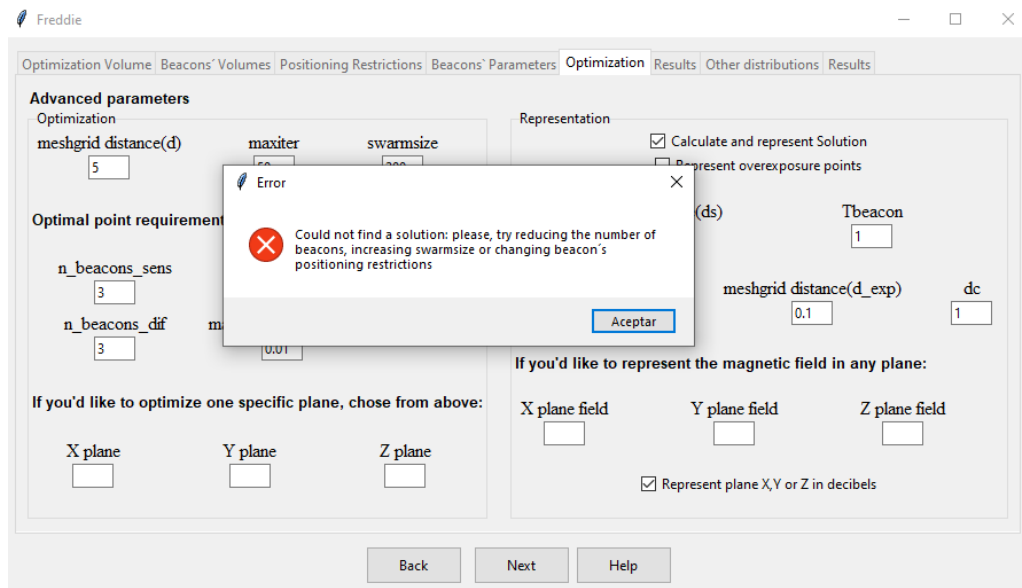 Freddie
Optimization Volume Beacons´Volumes Positioning Restrictions Beacons`Parameters Optimization Results Other distributions Results
Advanced parameters
Optimization
meshgrid distance(d) maxiter swarmsize
5
Optimal point requirement
n_beacons_sens
3
n_beacons_dif
3
0.01
If you'd like to optimize one specific plane, chose from above:
X plane Y plane Z plane
Error
Could not find a solution: please, try reducing the number of
beacons, increasing swarmsize or changing beacon´s
positioning restrictions
Aceptar
Representation
Calculate and represent Solution
Represent overexposure points
(ds) Tbeacon
1
meshgrid distance(d_exp) dc
0.1 1
If you'd like to represent the magnetic field in any plane:
X plane field Y plane field Z plane field
Represent plane X,Y or Z in decibels
Back Next Help